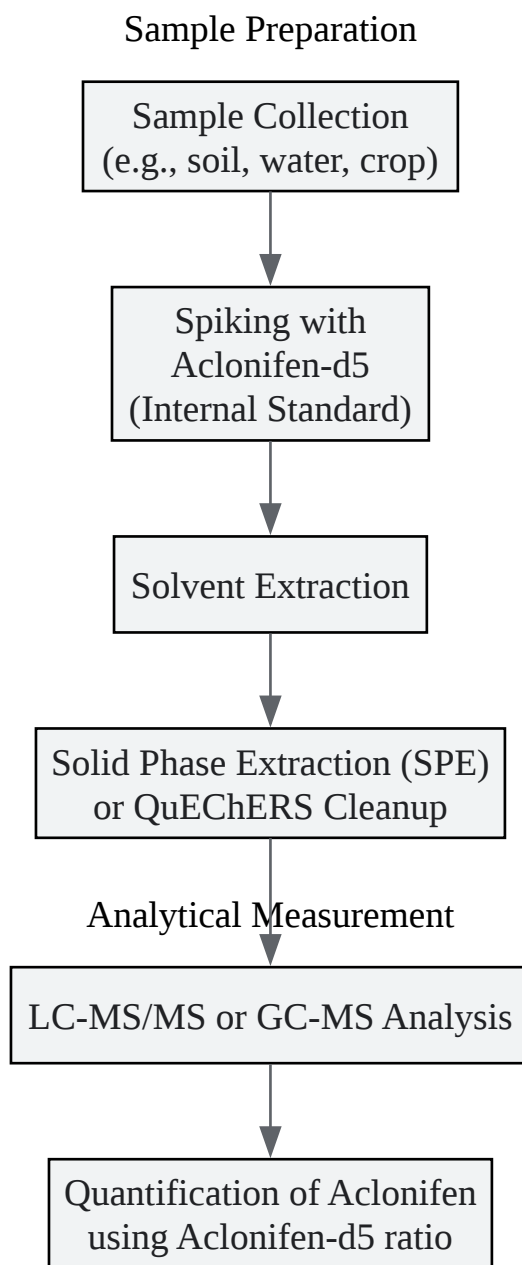 Sample Preparation
Sample Collection
(e.g., soil, water, crop)
Spiking with
Aclonifen-d5
(Internal Standard)
Solvent Extraction
Solid Phase Extraction (SPE)
or QuEChERS Cleanup
Analytical Measurement
LC-MS/MS or GC-MS Analysis
Quantification of Aclonifen
using Aclonifen-d5 ratio